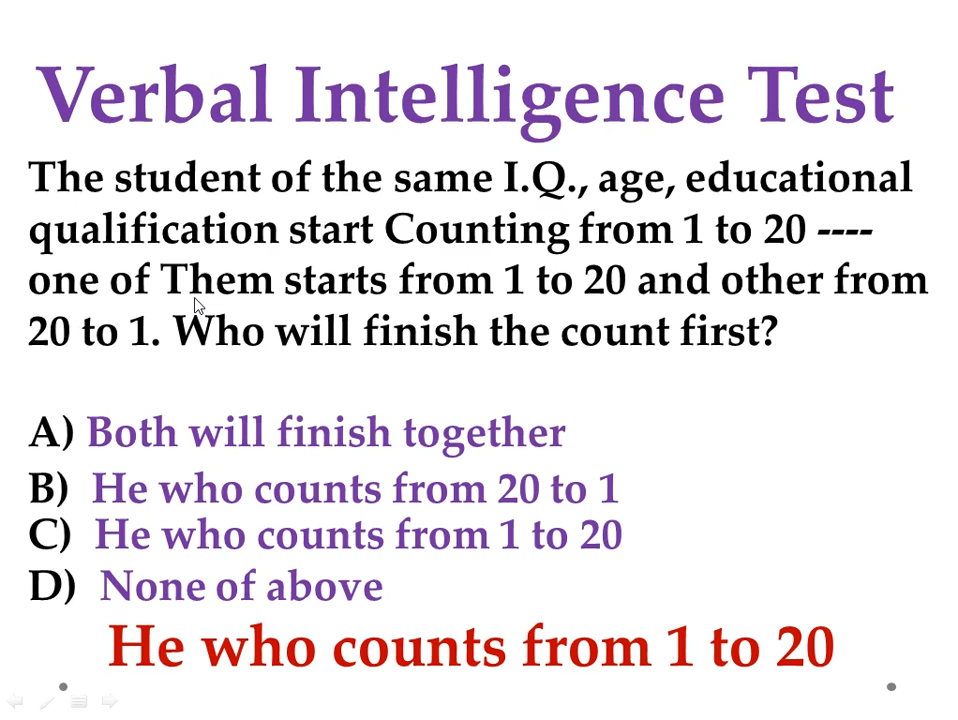 Verbal Intelligence Test
The student of the same I.Q., age, educational
qualification start Counting from 1 to 20 ----
one of Them starts from 1 to 20 and other from
20 to 1. Who will finish the count first?
A) Both will finish together
B) He who counts from 20 to 1
C) He who counts from 1 to 20
D) None of above
He who counts from 1 to 20